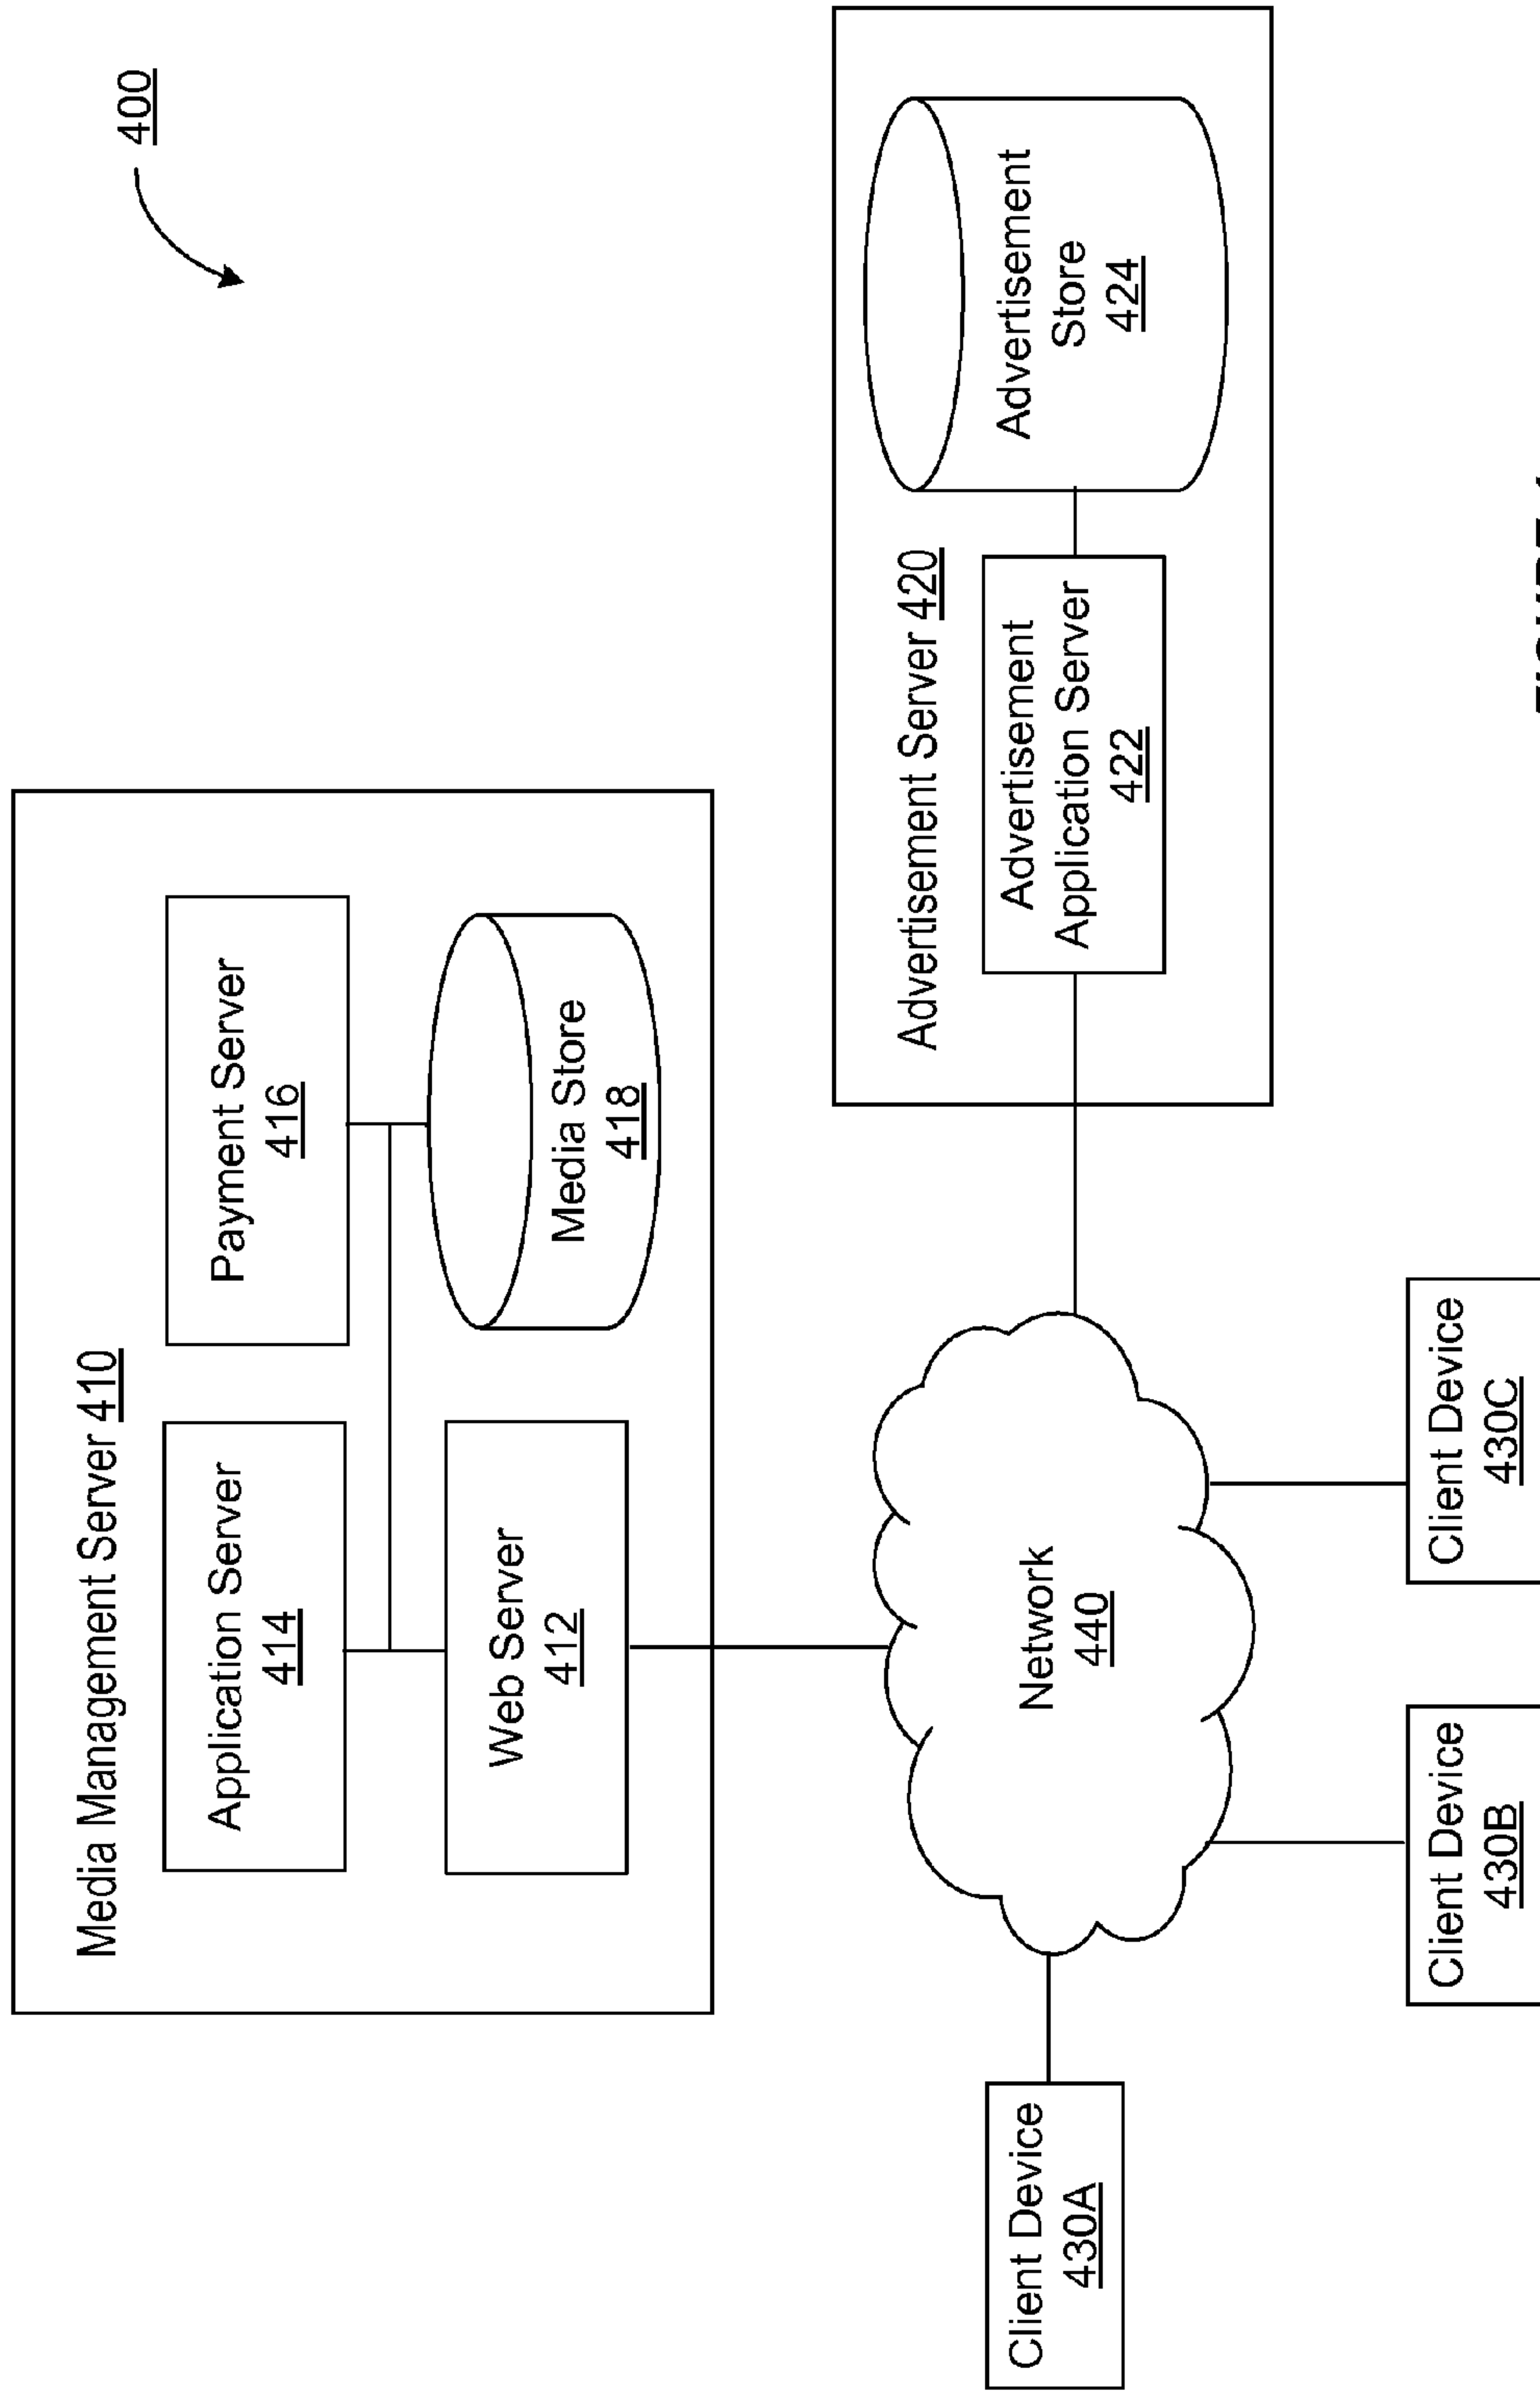 400
Media Management Server 410
Application Server
414
Payment Server
416
Web Server
412
Media Store
418
Advertisement Server 420
Advertisement
Application Server
422
Advertisement
Store
424
Network
440
Client Device
430A
Client Device
430B
Client Device
430C